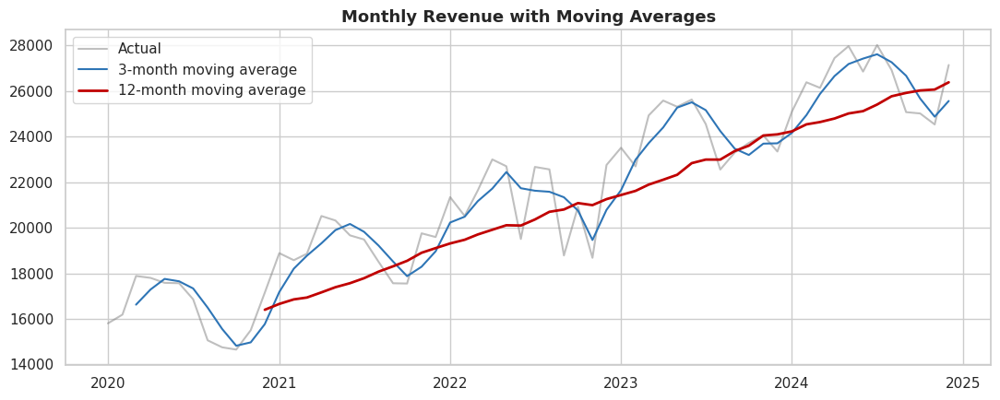 Monthly Revenue with Moving Averages
Actual
3-month moving average
12-month moving average
28000
26000
24000
22000
20000
18000
16000
14000
2020 2021 2022 2023 2024 2025